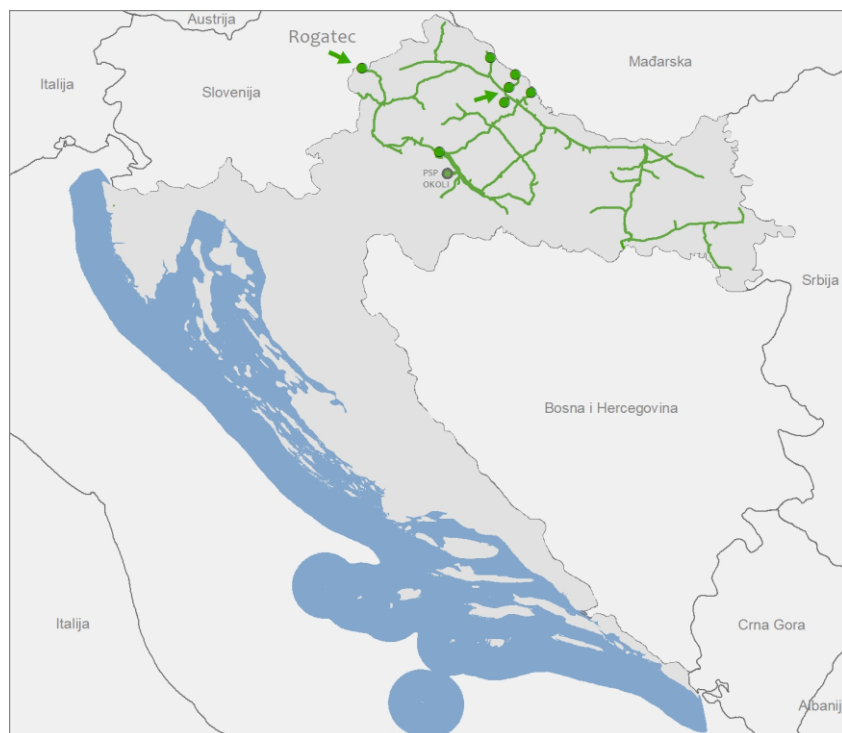 Austrija
Rogatec
Mađarska
Italija
Slovenija
PSP
OKOLI
Srbija
Bosna i Hercegovina
Italija
Crna Gora
Albanij